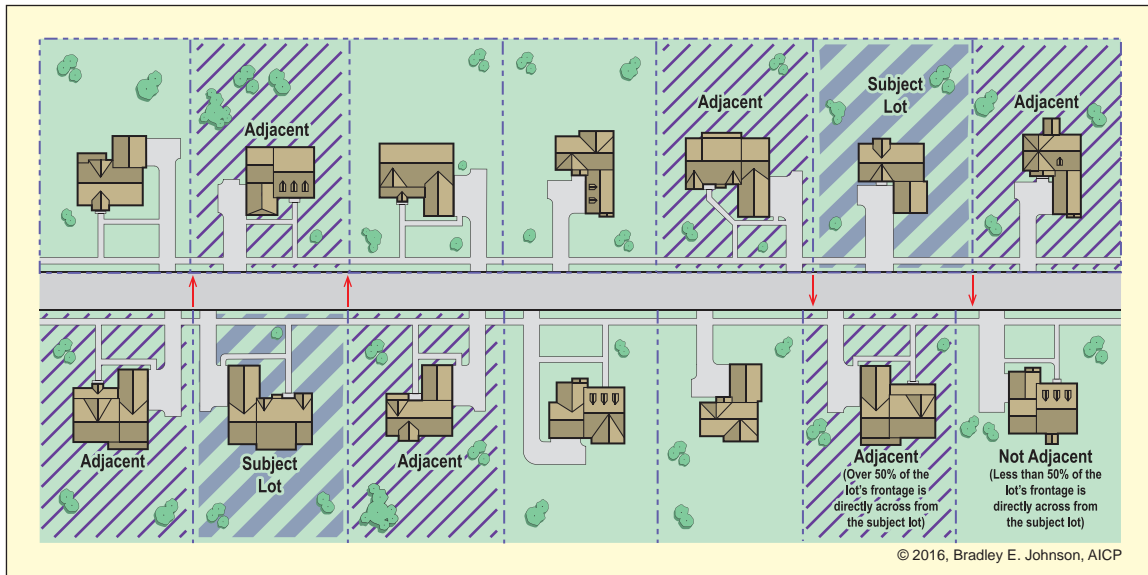 Adjacent
Adjacent
Subject
Lot
Adjacent
Adjacent
Subject
Lot
Adjacent
Adjacent
(Over 50% of the
lot's frontage is
directly across from
the subject lot)
Not Adjacent
(Less than 50% of the
lot's frontage is
directly across from
the subject lot)
© 2016, Bradley E. Johnson, AICP